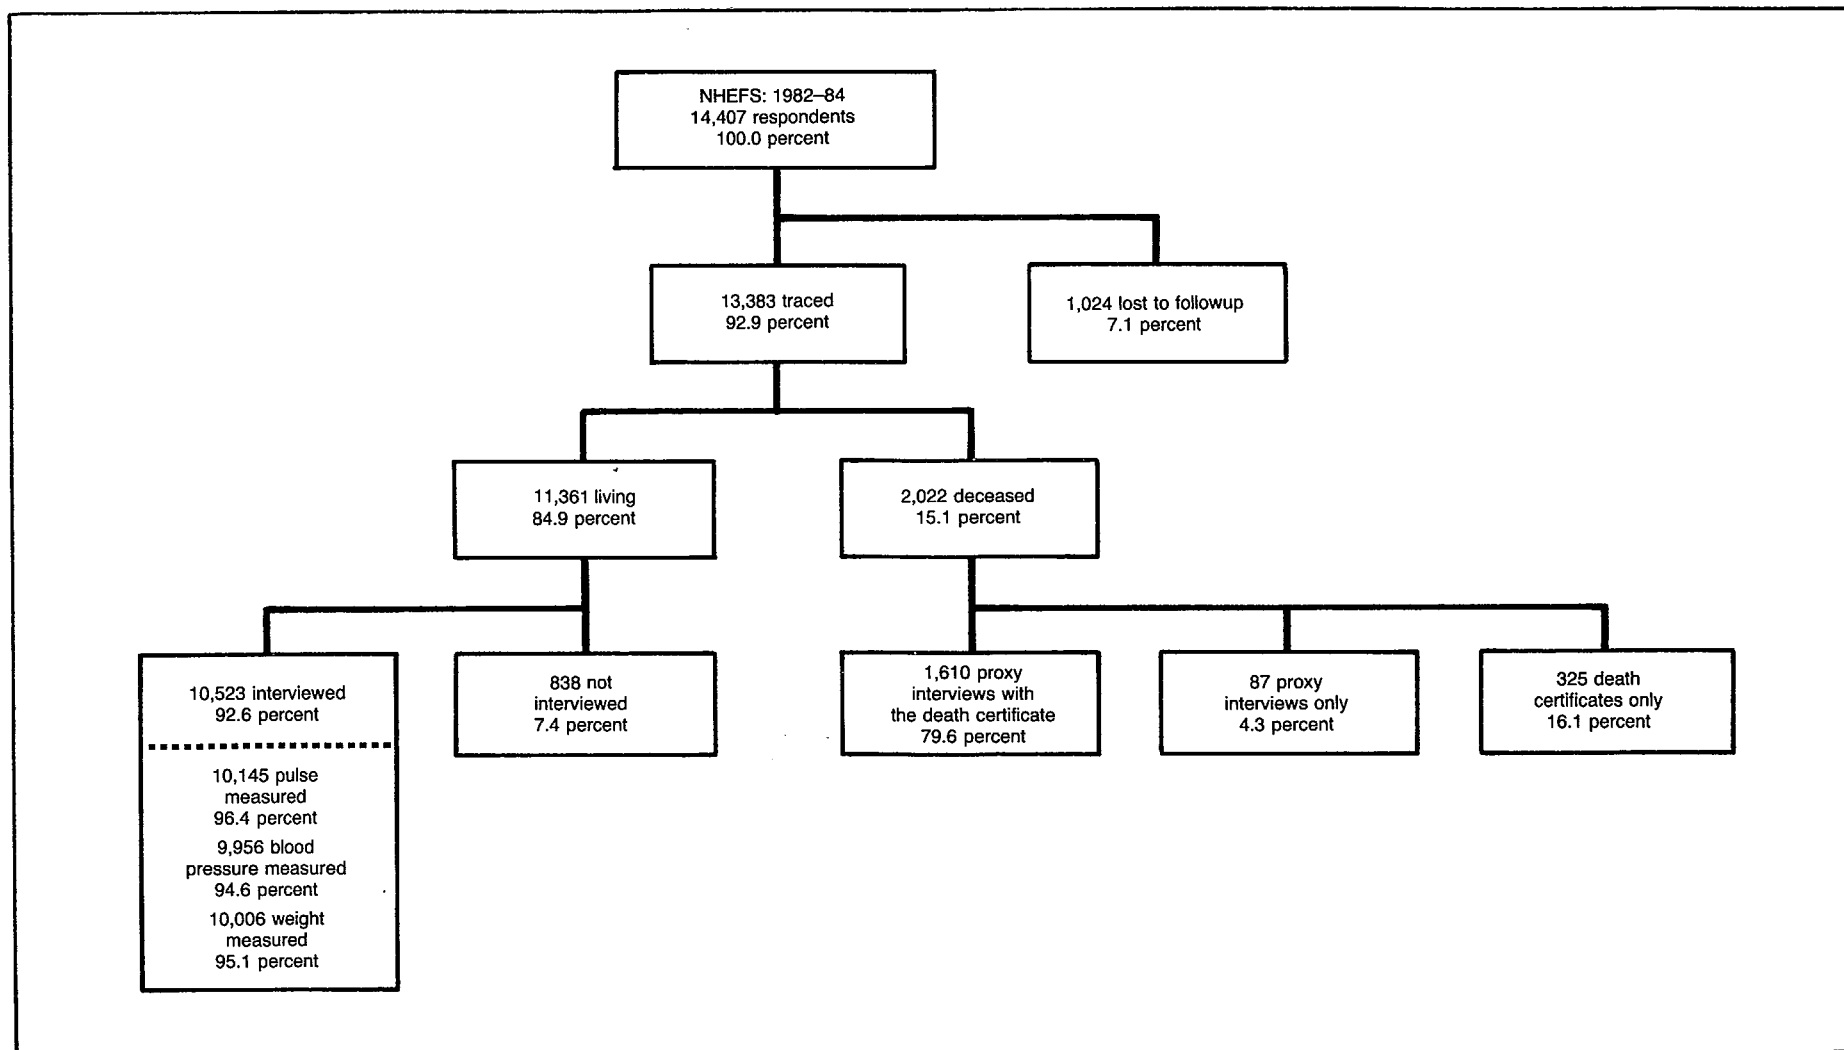 NHEFS: 1982–84
14,407 respondents
100.0 percent
13,383 traced
92.9 percent
1,024 lost to followup
7.1 percent
11,361 living
84.9 percent
2,022 deceased
15.1 percent
10,523 interviewed
92.6 percent
10,145 pulse
measured
96.4 percent
9,956 blood
pressure measured
94.6 percent
10,006 weight
measured
95.1 percent
838 not
interviewed
7.4 percent
1,610 proxy
interviews with
the death certificate
79.6 percent
87 proxy
interviews only
4.3 percent
325 death
certificates only
16.1 percent